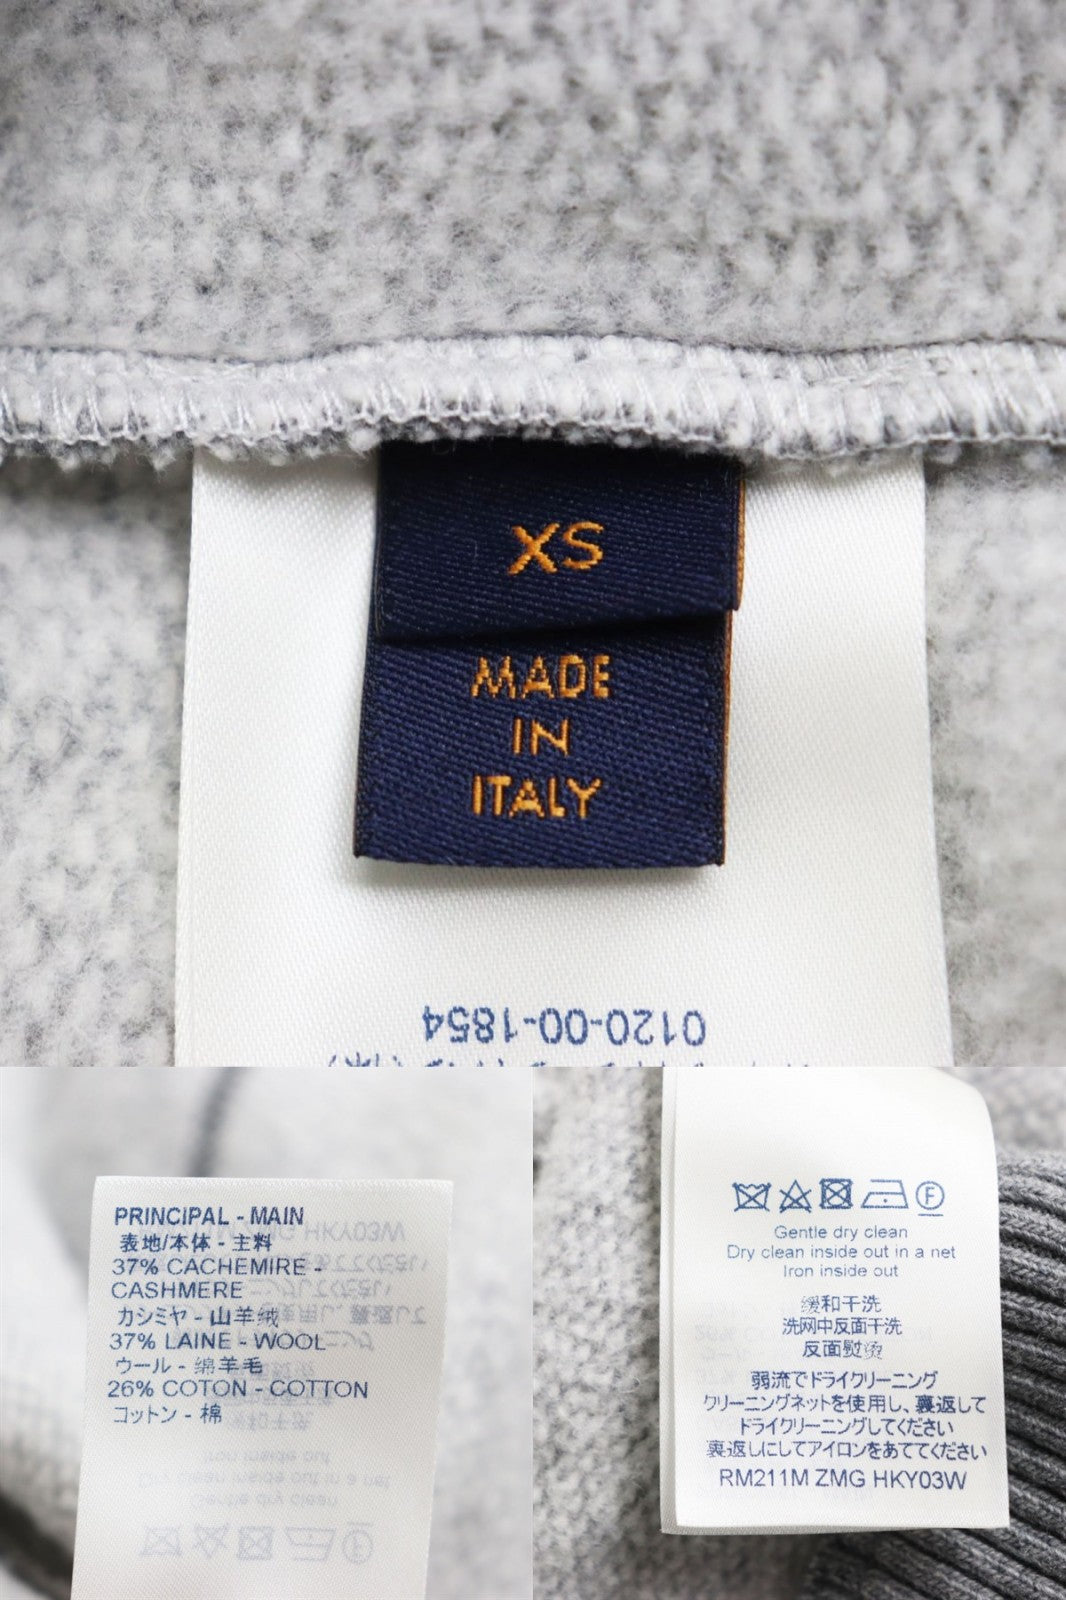 XS
MADE
IN
ITALY
0120-00-1854
PRINCIPAL - MAIN
表地/本体 - 主料
37% CACHEMIRE -
CASHMERE
カシミヤ - 山羊绒
37% LAINE - WOOL
ウール - 绵羊毛
26% COTON - COTTON
コットン - 棉
F
Gentle dry clean
Dry clean inside out in a net
Iron inside out
缓和干洗
洗网中反面干洗
反面熨烫
弱流でドライクリーニング
クリーニングネットを使用し、裏返して
ドライクリーニングしてください
裏返しにしてアイロンをあててください
RM211M ZMG HKY03W